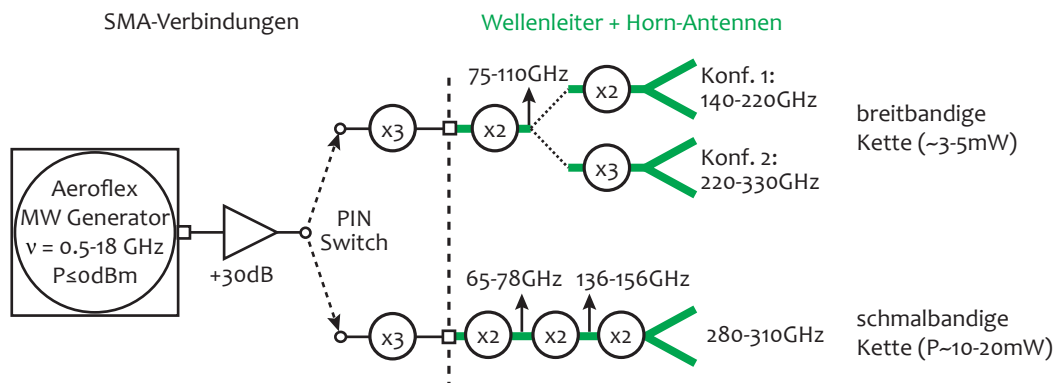 SMA-Verbindungen
Wellenleiter + Horn-Antennen
Aeroflex
MW Generator
ν = 0.5-18 GHz
P≤0dBm
+30dB
PIN
Switch
x3
x2
75-110GHz
x2
Konf. 1:
140-220GHz
x3
Konf. 2:
220-330GHz
breitbandige
Kette (~3-5mW)
x3
x2
65-78GHz
x2
136-156GHz
x2
280-310GHz
schmalbandige
Kette (P~10-20mW)